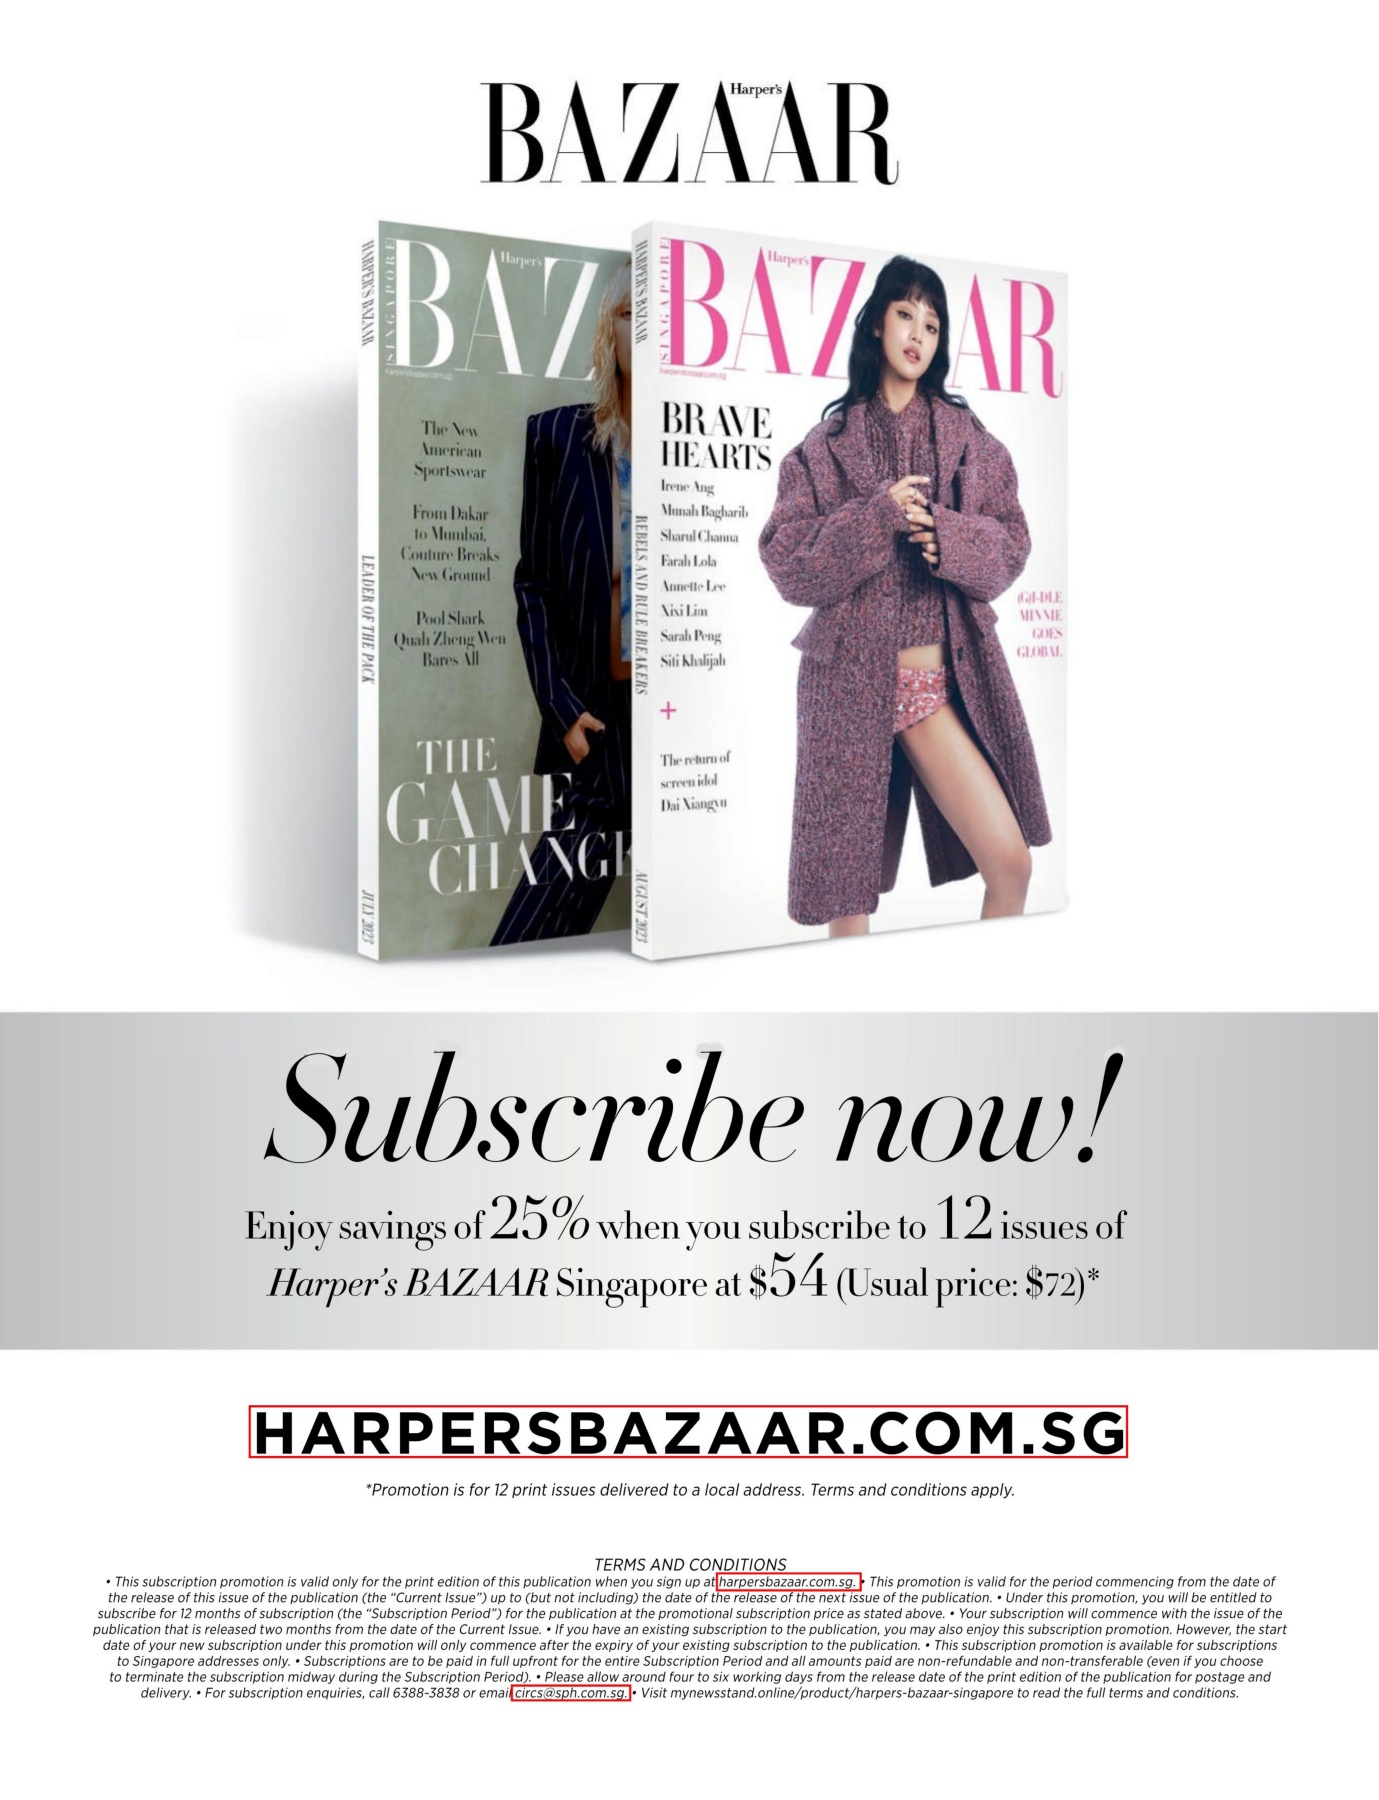 Harper's
BAZAAR
HARPER'S BAZAAR
LEADER OF THE PACK
JULY 2023
SINGAPORE
Harper's
BAZ
harpersbazaar.com.sg
The New
American
Sportswear
From Dakar
to Mumbai,
Couture Breaks
New Ground
Pool Shark
Quah Zheng Wen
Bares All
THE
GAME
CHANGE
HARPER'S BAZAAR
REBELS AND RULE BREAKERS
AUGUST 2023
SINGAPORE
Harper's
BAZAAR
harpersbazaar.com.sg
BRAVE
HEARTS
Irene Ang
Munah Bagharib
Sharul Channa
Farah Lola
Annette Lee
Xixi Lim
Sarah Peng
Siti Khalijah
+
The return of
screen idol
Dai Xiangyu
(G)I-DLE
MINNIE
GOES
GLOBAL
Subscribe now!
Enjoy savings of 25% when you subscribe to 12 issues of
Harper's BAZAAR Singapore at $54 (Usual price: $72)*
HARPERSBAZAAR.COM.SG
*Promotion is for 12 print issues delivered to a local address. Terms and conditions apply.
TERMS AND CONDITIONS
• This subscription promotion is valid only for the print edition of this publication when you sign up at harpersbazaar.com.sg. • This promotion is valid for the period commencing from the date of
the release of this issue of the publication (the “Current Issue”) up to (but not including) the date of the release of the next issue of the publication. • Under this promotion, you will be entitled to
subscribe for 12 months of subscription (the “Subscription Period”) for the publication at the promotional subscription price as stated above. • Your subscription will commence with the issue of the
publication that is released two months from the date of the Current Issue. • If you have an existing subscription to the publication, you may also enjoy this subscription promotion. However, the start
date of your new subscription under this promotion will only commence after the expiry of your existing subscription to the publication. • This subscription promotion is available for subscriptions
to Singapore addresses only. • Subscriptions are to be paid in full upfront for the entire Subscription Period and all amounts paid are non-refundable and non-transferable (even if you choose
to terminate the subscription midway during the Subscription Period). • Please allow around four to six working days from the release date of the print edition of the publication for postage and
delivery. • For subscription enquiries, call 6388-3838 or email circs@sph.com.sg. • Visit mynewsstand.online/product/harpers-bazaar-singapore to read the full terms and conditions.